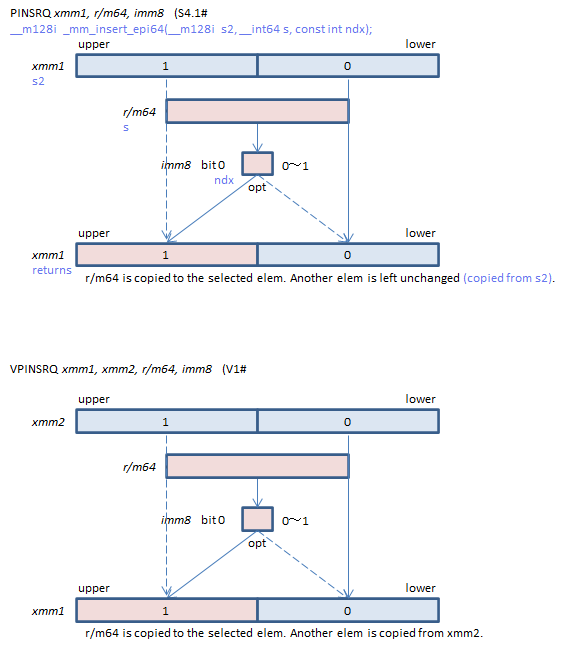 PINSRQ xmm1, r/m64, imm8 (S4.1#
__m128i _mm_insert_epi64(__m128i s2, __int64 s, const int ndx);
upper lower
xmm1 1 0
s2
r/m64
s
imm8 bit0 0～1
ndx opt
upper lower
xmm1 1 0
returns
r/m64 is copied to the selected elem. Another elem is left unchanged (copied from s2).
VPINSRQ xmm1, xmm2, r/m64, imm8 (V1#
upper lower
xmm2 1 0
r/m64
imm8 bit0 0～1
opt
upper lower
xmm1 1 0
r/m64 is copied to the selected elem. Another elem is copied from xmm2.